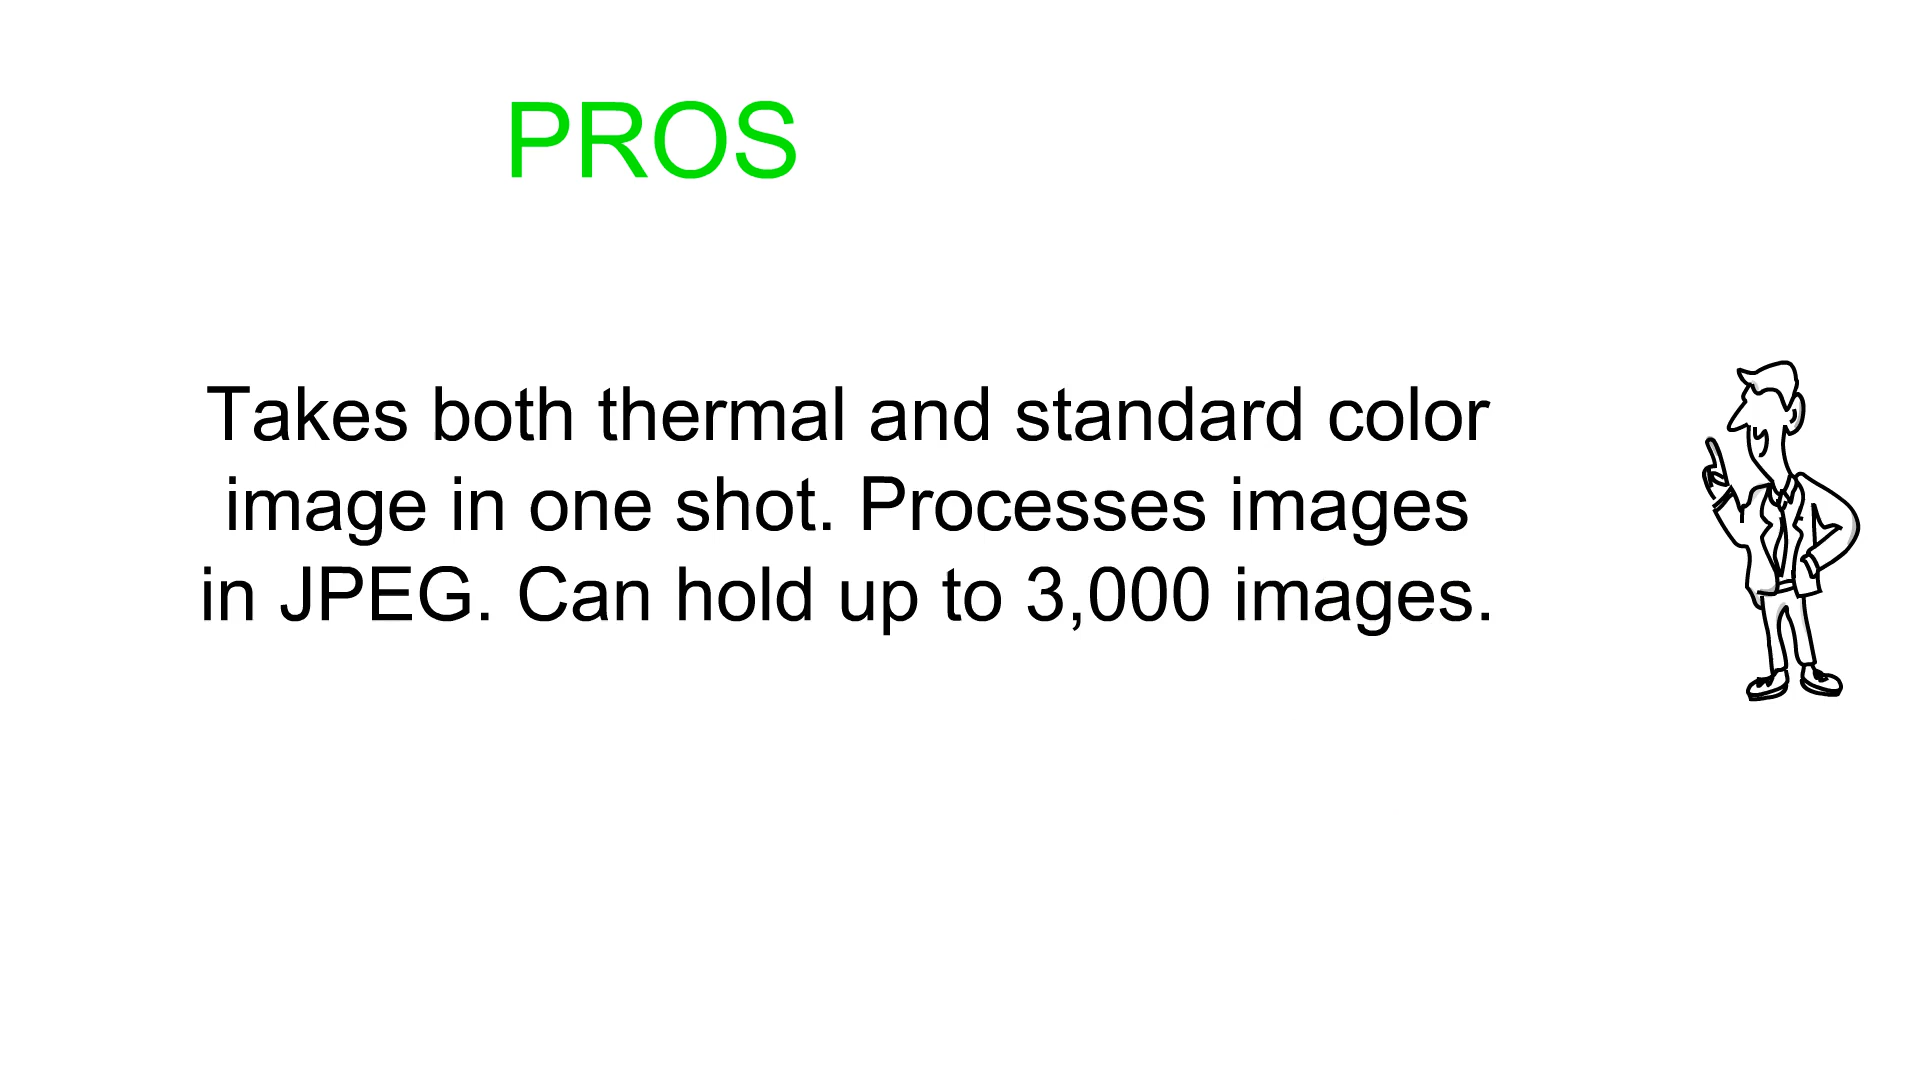 PROS
Takes both thermal and standard color
image in one shot. Processes images
in JPEG. Can hold up to 3,000 images.